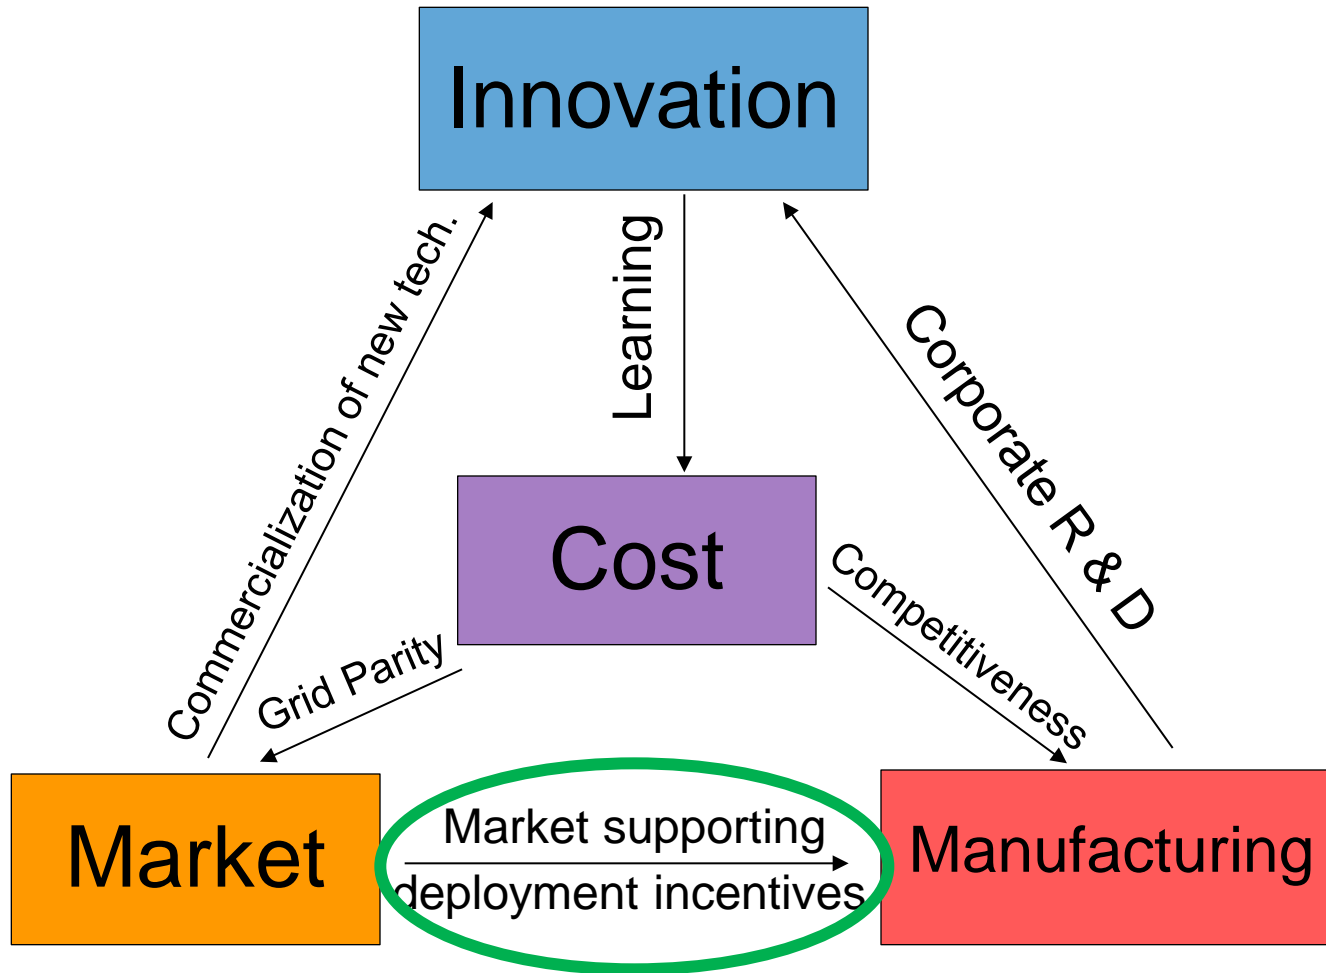 Innovation
Commercialization of new tech.
Learning
Corporate R & D
Cost
Grid Parity
Competitiveness
Market
Market supporting
deployment incentives
Manufacturing